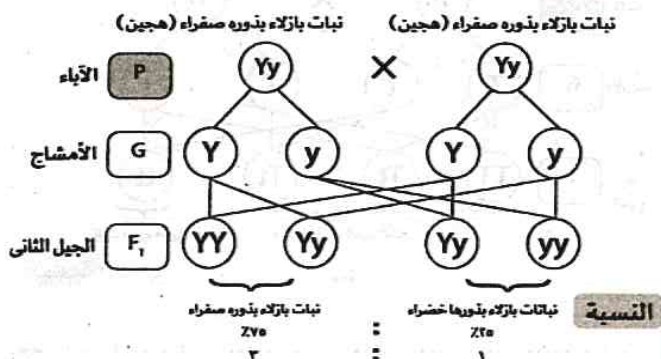 نبات بازلاء بذوره صفراء (هجين) نبات بازلاء بذوره صفراء (هجين)
الآباء P Yy × Yy
الأمشاج G Y y Y y
الجيل الثانى F₁ YY Yy Yy yy
نبات بازلاء بذوره صفراء نباتات بازلاء بذورها خضراء النسبة
٪٧٥ : ٪٢٥
٣ : ١